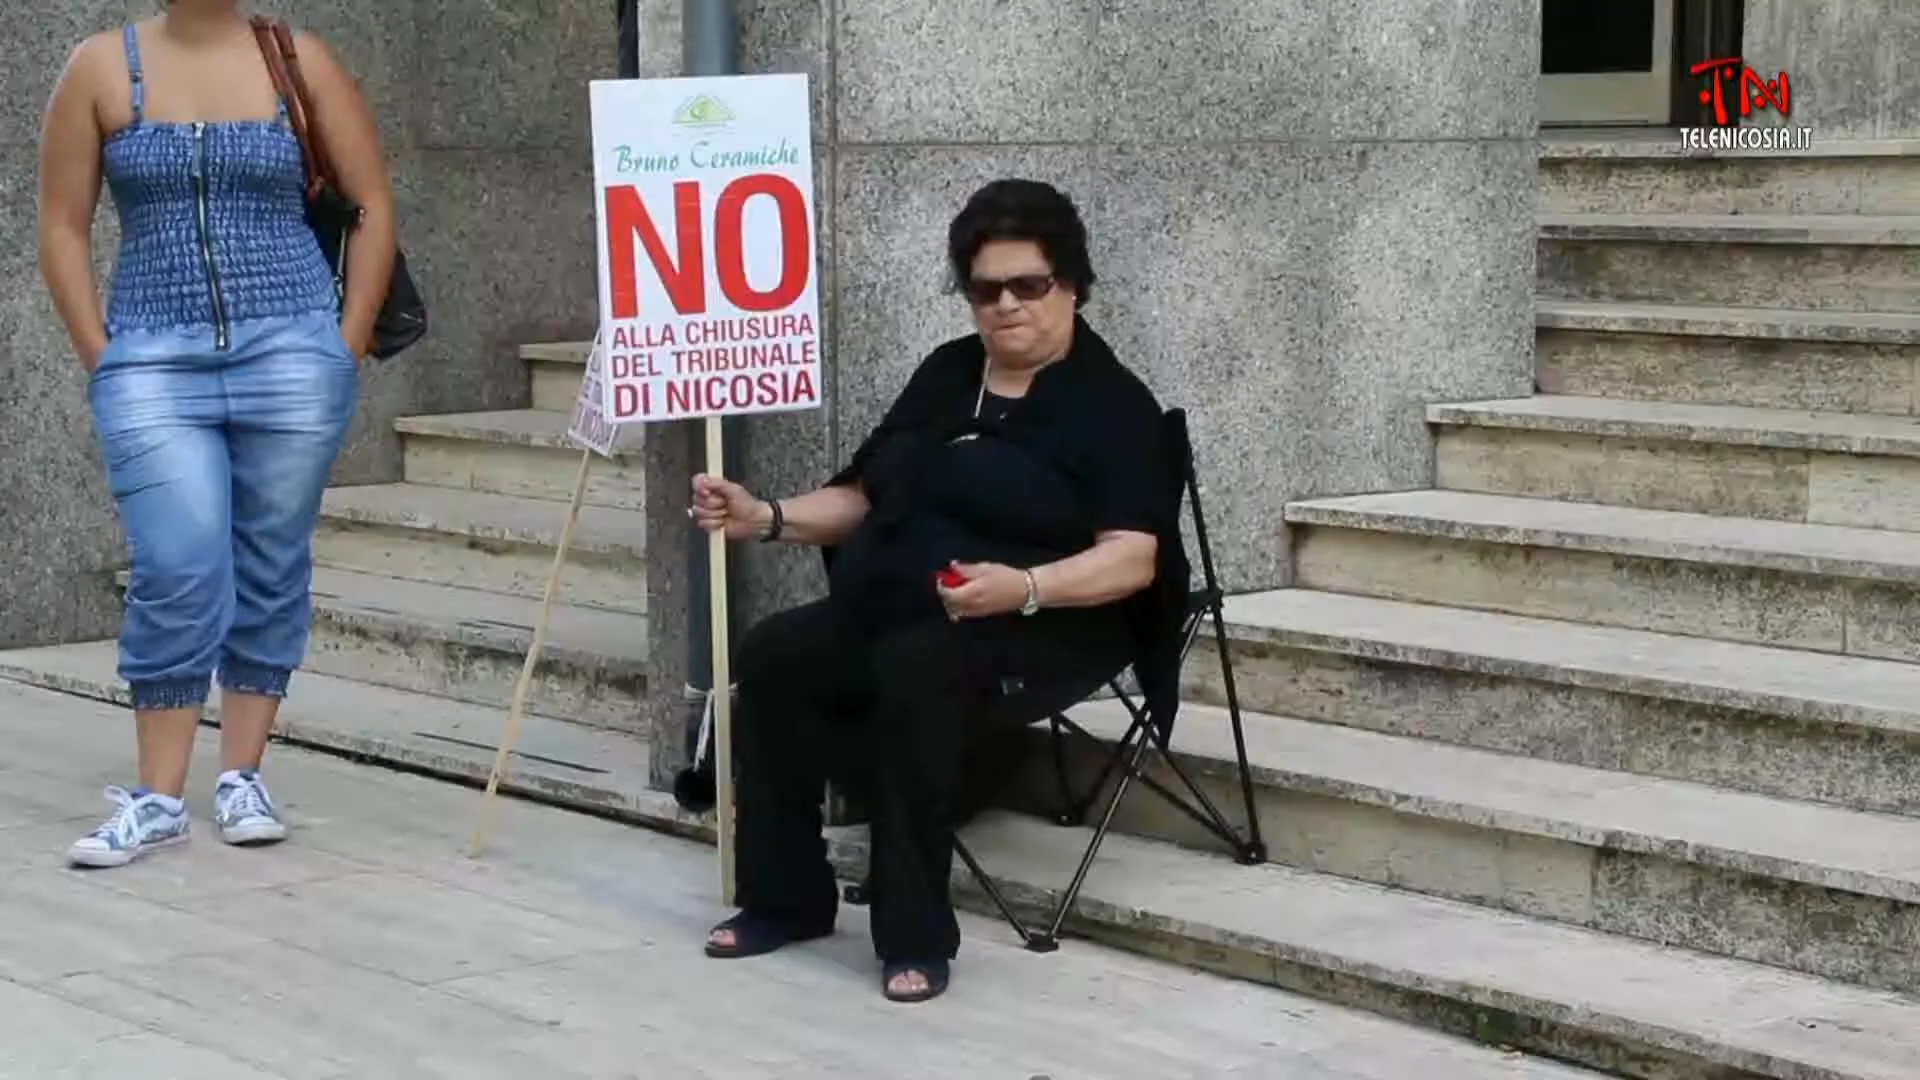 Bruno Ceramiche
NO
ALLA CHIUSURA
DEL TRIBUNALE
DI NICOSIA
TN
TELENICOSIA.IT